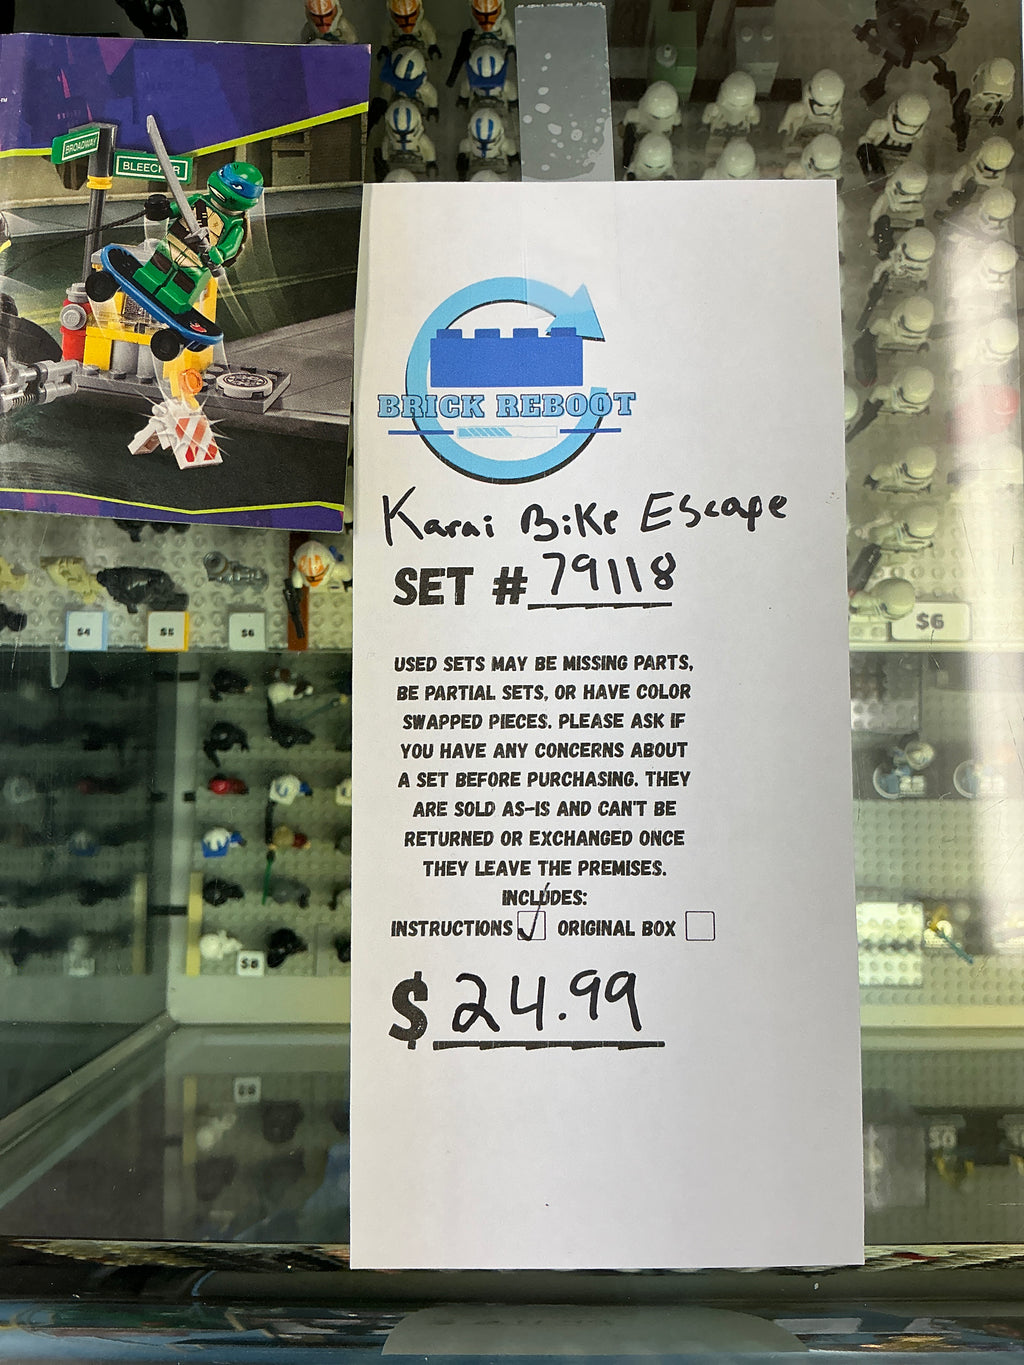 BROADWAY
BLEECKER
BRICK REBOOT
Karai Bike Escape
SET # 79118
USED SETS MAY BE MISSING PARTS,
BE PARTIAL SETS, OR HAVE COLOR
SWAPPED PIECES. PLEASE ASK IF
YOU HAVE ANY CONCERNS ABOUT
A SET BEFORE PURCHASING. THEY
ARE SOLD AS-IS AND CAN'T BE
RETURNED OR EXCHANGED ONCE
THEY LEAVE THE PREMISES.
INCLUDES:
INSTRUCTIONS ORIGINAL BOX
$ 24.99
$4
$5
$6
$6